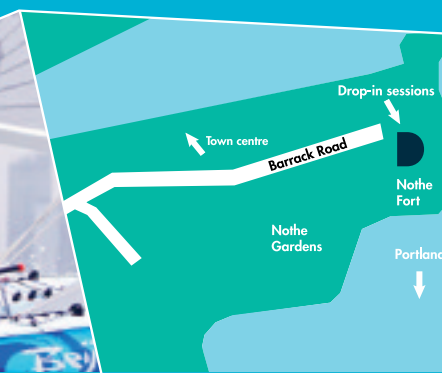 Drop-in sessions
Town centre
Barrack Road
Nothe
Fort
Nothe
Gardens
Portland